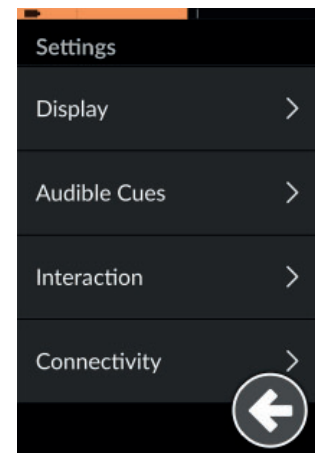 Settings
Display
Audible Cues
Interaction
Connectivity